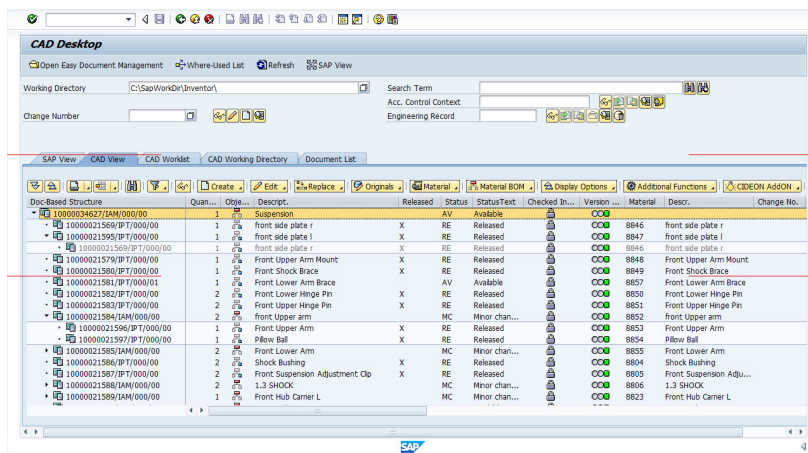 CAD Desktop
Open Easy Document Management Where-Used List Refresh SAP View
Working Directory C:\SapWorkDir\Inventor\ Search Term
Acc. Control Context
Change Number Engineering Record
SAP View CAD View CAD Worklist CAD Working Directory Document List
Create Edit Replace Originals Material Material BOM Display Options Additional Functions CIDEON AddON
Doc-Based Structure Quan... Obje... Descript. Released Status StatusText Checked In... Version ... Material Descr. Change No.
10000034627/IAM/000/00 1 Suspension AV Available
10000021569/IPT/000/00 1 front side plate r X RE Released 8846 front side plate r
10000021595/IPT/000/00 1 front side plate l X RE Released 8847 front side plate l
10000021569/IPT/000/00 1 front side plate r X RE Released 8846 front side plate r
10000021579/IPT/000/00 1 Front Upper Arm Mount X RE Released 8848 Front Upper Arm Mount
10000021580/IPT/000/00 1 Front Shock Brace X RE Released 8849 Front Shock Brace
10000021581/IPT/000/01 1 Front Lower Arm Brace AV Available 8857 Front Lower Arm Brace
10000021582/IPT/000/00 2 Front Lower Hinge Pin X RE Released 8850 Front Lower Hinge Pin
10000021583/IPT/000/00 2 Front Upper Hinge Pin X RE Released 8851 Front Upper Hinge Pin
10000021584/IAM/000/00 2 front Upper arm MC Minor chan... 8852 front Upper arm
10000021596/IPT/000/00 1 Front Upper Arm X RE Released 8853 Front Upper Arm
10000021597/IPT/000/00 1 Pillow Ball X RE Released 8854 Pillow Ball
10000021585/IAM/000/00 2 Front Lower Arm MC Minor chan... 8855 Front Lower Arm
10000021586/IPT/000/00 2 Shock Bushing X RE Released 8804 Shock Bushing
10000021587/IPT/000/00 2 Front Suspension Adjustment Clip X RE Released 8805 Front Suspension Adju...
10000021588/IAM/000/00 2 1.3 SHOCK MC Minor chan... 8806 1.3 SHOCK
10000021589/IAM/000/00 1 Front Hub Carrier L MC Minor chan... 8823 Front Hub Carrier L
SAP